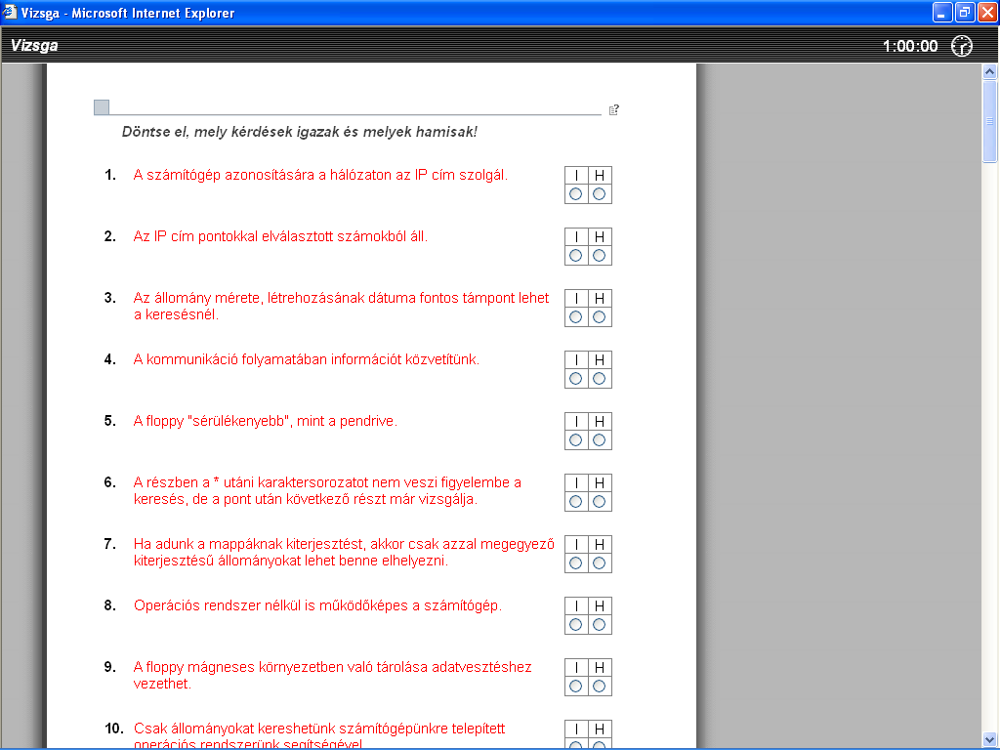 Vizsga - Microsoft Internet Explorer
Vizsga
1:00:00
Döntse el, mely kérdések igazak és melyek hamisak!
1. A számítógép azonosítására a hálózaton az IP cím szolgál.
I H
2. Az IP cím pontokkal elválasztott számokból áll.
I H
3. Az állomány mérete, létrehozásának dátuma fontos támpont lehet
a keresésnél.
I H
4. A kommunikáció folyamatában információt közvetítünk.
I H
5. A floppy "sérülékenyebb", mint a pendrive.
I H
6. A részben a * utáni karaktersorozatot nem veszi figyelembe a
keresés, de a pont után következő részt már vizsgálja.
I H
7. Ha adunk a mappáknak kiterjesztést, akkor csak azzal megegyező
kiterjesztésű állományokat lehet benne elhelyezni.
I H
8. Operációs rendszer nélkül is működőképes a számítógép.
I H
9. A floppy mágneses környezetben való tárolása adatvesztéshez
vezethet.
I H
10. Csak állományokat kereshetünk számítógépünkre telepített
operációs rendszerünk segítségével.
I H